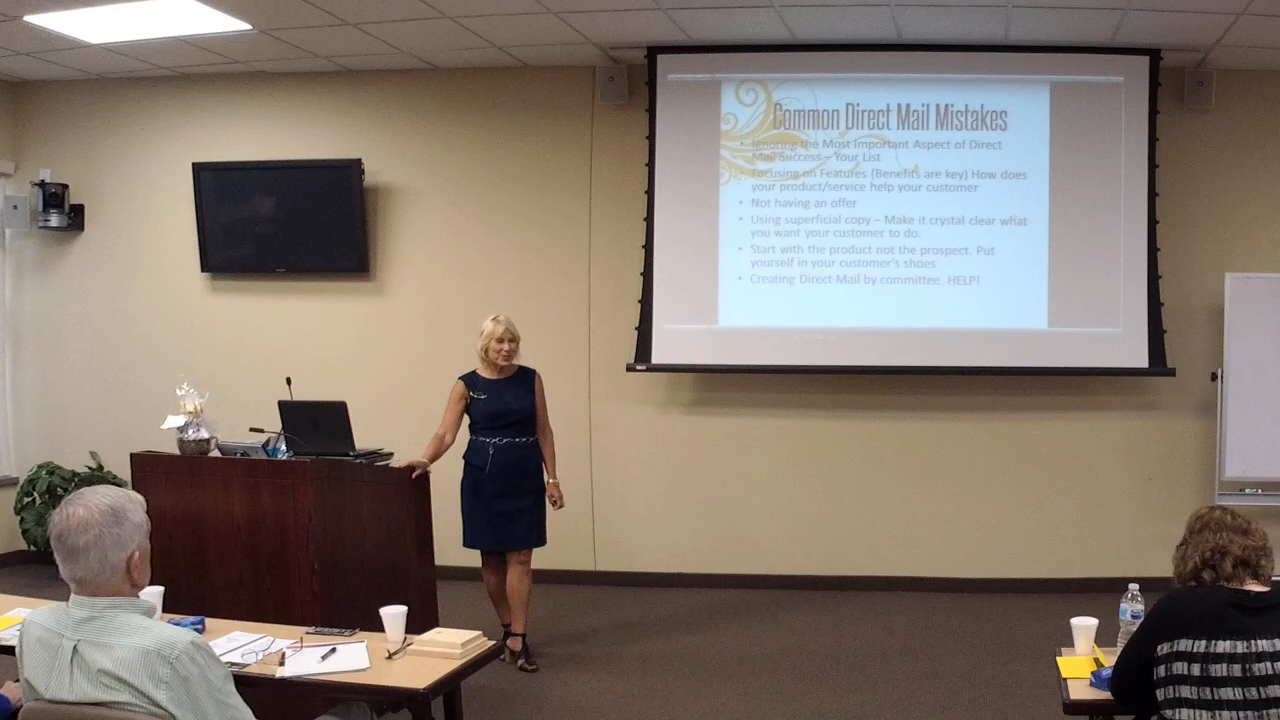 Common Direct Mail Mistakes
• Ignoring the Most Important Aspect of Direct
Mail Success – Your List
• Focusing on Features (Benefits are key) How does
your product/service help your customer
• Not having an offer
• Using superficial copy – Make it crystal clear what
you want your customer to do.
• Start with the product not the prospect. Put
yourself in your customer's shoes
• Creating Direct Mail by committee. HELP!